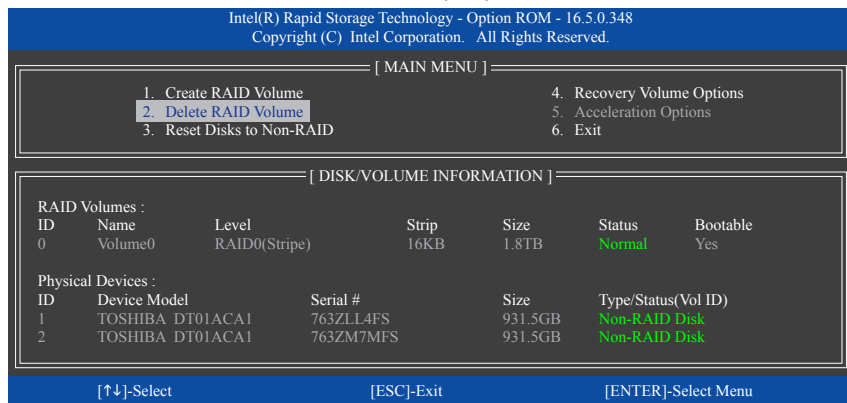 Intel(R) Rapid Storage Technology - Option ROM - 16.5.0.348
Copyright (C) Intel Corporation. All Rights Reserved.
[ MAIN MENU ]
1. Create RAID Volume
2. Delete RAID Volume
3. Reset Disks to Non-RAID
4. Recovery Volume Options
5. Acceleration Options
6. Exit
[ DISK/VOLUME INFORMATION ]
RAID Volumes :
ID Name Level Strip Size Status Bootable
0 Volume0 RAID0(Stripe) 16KB 1.8TB Normal Yes
Physical Devices :
ID Device Model Serial # Size Type/Status(Vol ID)
1 TOSHIBA DT01ACA1 763ZLL4FS 931.5GB Non-RAID Disk
2 TOSHIBA DT01ACA1 763ZM7MFS 931.5GB Non-RAID Disk
[↑↓]-Select [ESC]-Exit [ENTER]-Select Menu